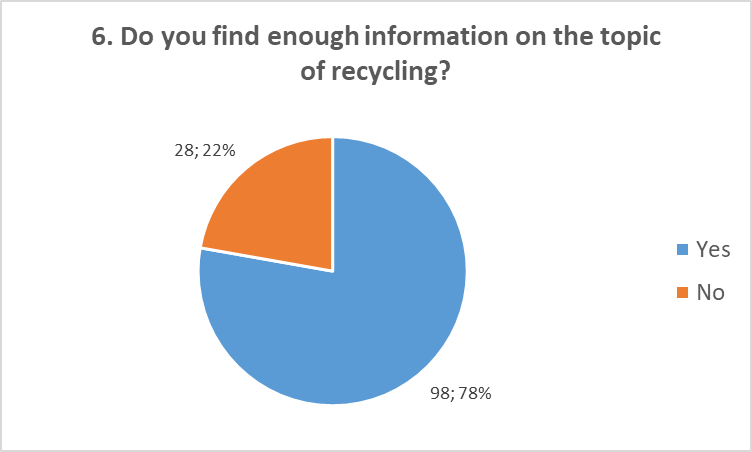 6. Do you find enough information on the topic
of recycling?
28; 22%
Yes
No
98; 78%